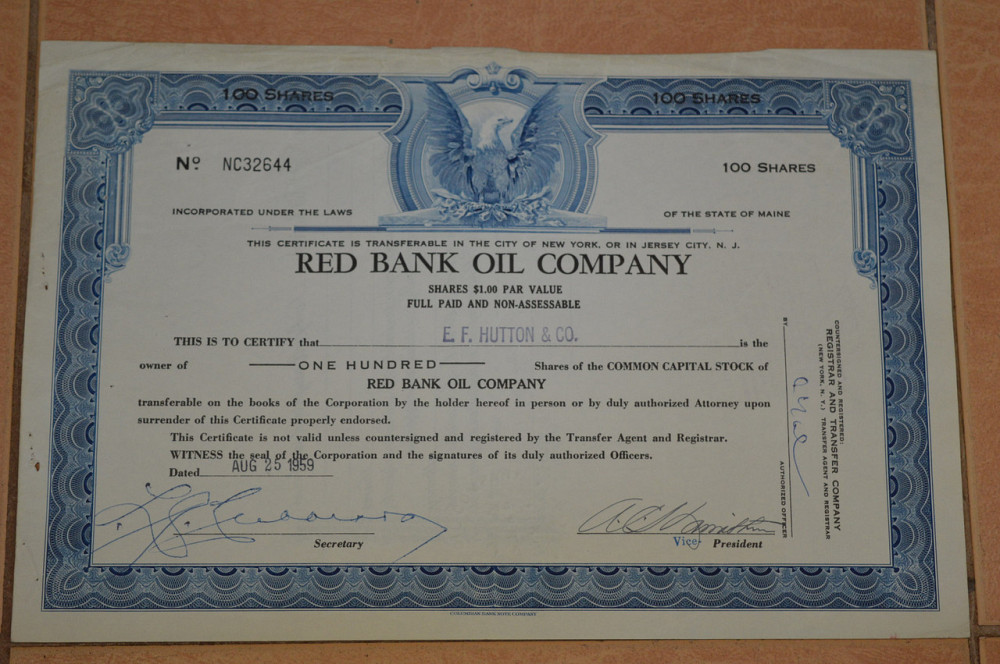 100 SHARES 100 SHARES
Nº. NC32644 100 SHARES
INCORPORATED UNDER THE LAWS OF THE STATE OF MAINE
THIS CERTIFICATE IS TRANSFERABLE IN THE CITY OF NEW YORK, OR IN JERSEY CITY, N. J.
RED BANK OIL COMPANY
SHARES $1.00 PAR VALUE
FULL PAID AND NON-ASSESSABLE
THIS IS TO CERTIFY that E. F. HUTTON & CO. is the
owner of ONE HUNDRED Shares of the COMMON CAPITAL STOCK of
RED BANK OIL COMPANY
transferable on the books of the Corporation by the holder hereof in person or by duly authorized Attorney upon
surrender of this Certificate properly endorsed.
This Certificate is not valid unless countersigned and registered by the Transfer Agent and Registrar.
WITNESS the seal of the Corporation and the signatures of its duly authorized Officers.
Dated AUG 25 1959
Secretary
Vice President
COUNTERSIGNED AND REGISTERED:
REGISTRAR AND TRANSFER COMPANY
(NEW YORK, N. Y.) TRANSFER AGENT AND REGISTRAR
BY AUTHORIZED OFFICER
COLUMBIAN BANK NOTE COMPANY